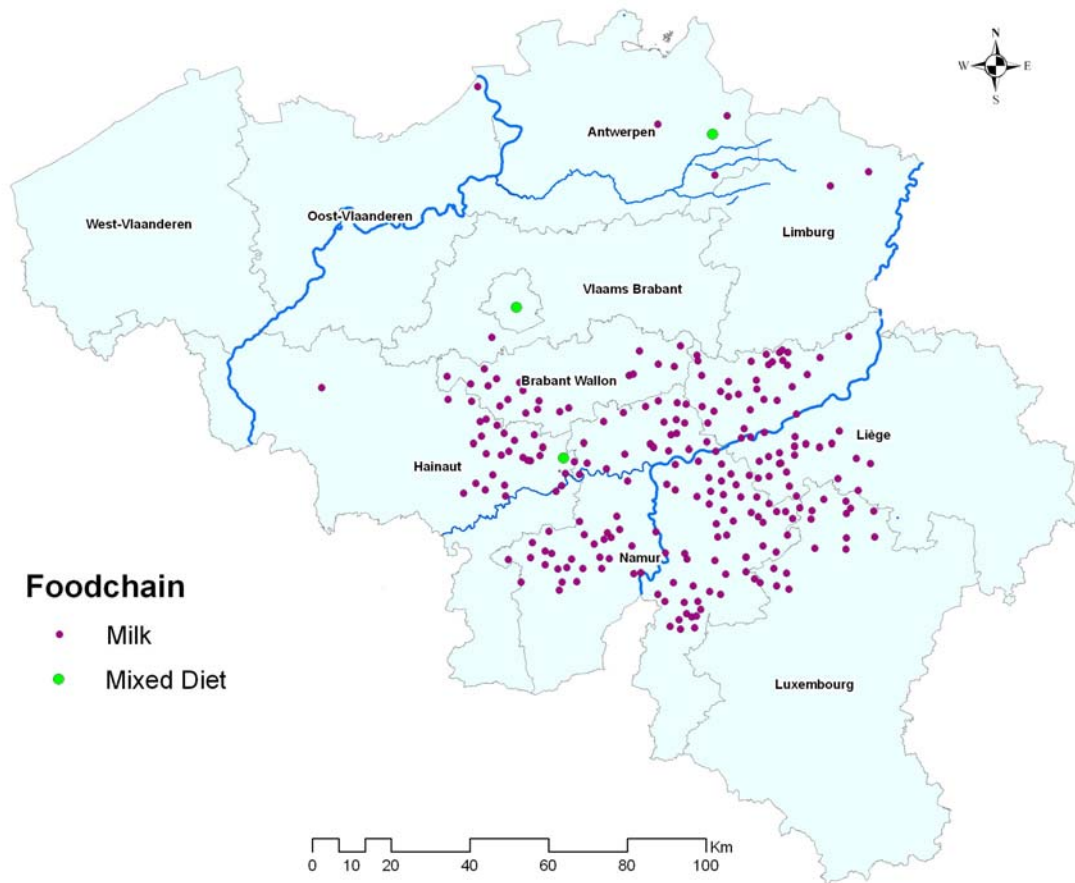 N
W E
S
Antwerpen
West-Vlaanderen
Oost-Vlaanderen
Limburg
Vlaams Brabant
Brabant Wallon
Liège
Hainaut
Namur
Luxembourg
Foodchain
Milk
Mixed Diet
Km
0 10 20 40 60 80 100